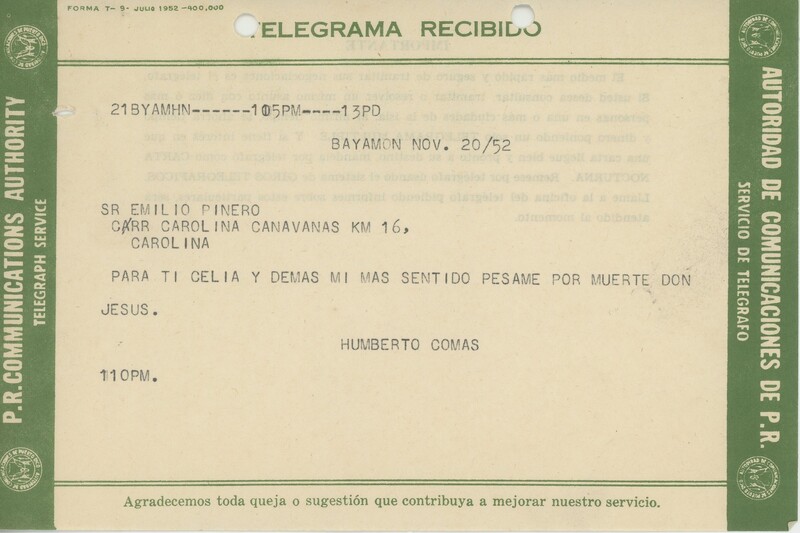 FORMA T- 9- JULIO 1952 -400,000
TELEGRAMA RECIBIDO
21BYAMHN------105PM----13PD
BAYAMON NOV. 20/52
SR EMILIO PINERO
CARR CAROLINA CANAVANAS KM 16,
CAROLINA
PARA TI CELIA Y DEMAS MI MAS SENTIDO PESAME POR MUERTE DON
JESUS.
HUMBERTO COMAS
110PM.
Agradecemos toda queja o sugestión que contribuya a mejorar nuestro servicio.
P.R. COMMUNICATIONS AUTHORITY
TELEGRAPH SERVICE
AUTORIDAD DE COMUNICACIONES DE P.R.
SERVICIO DE TELEGRAFO